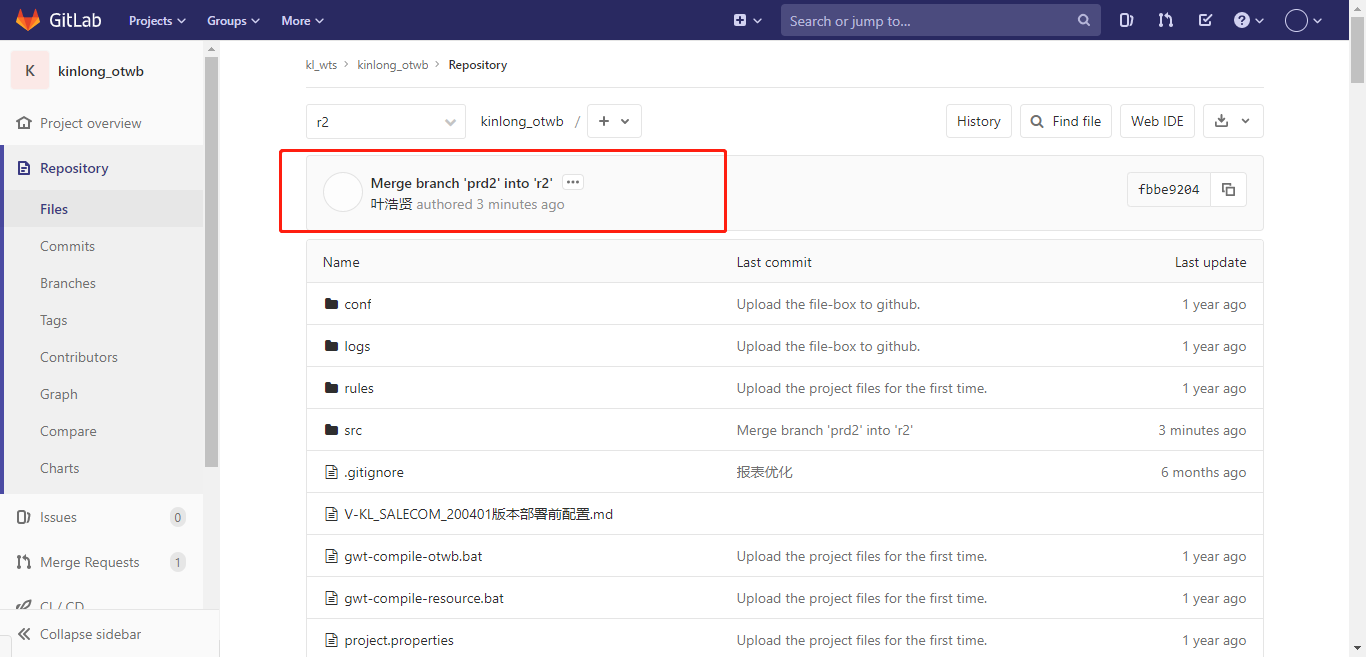 GitLab Projects Groups More Search or jump to...
K kinlong_otwb
Project overview
Repository
Files
Commits
Branches
Tags
Contributors
Graph
Compare
Charts
Issues 0
Merge Requests 1
CI / CD
Collapse sidebar
kl_wts > kinlong_otwb > Repository
r2 kinlong_otwb / + History Find file Web IDE
Merge branch 'prd2' into 'r2' ...
叶浩贤 authored 3 minutes ago
fbbe9204
Name Last commit Last update
conf Upload the file-box to github. 1 year ago
logs Upload the file-box to github. 1 year ago
rules Upload the project files for the first time. 1 year ago
src Merge branch 'prd2' into 'r2' 3 minutes ago
.gitignore 报表优化 6 months ago
V-KL_SALECOM_200401版本部署前配置.md
gwt-compile-otwb.bat Upload the project files for the first time. 1 year ago
gwt-compile-resource.bat Upload the project files for the first time. 1 year ago
project.properties Upload the project files for the first time. 1 year ago